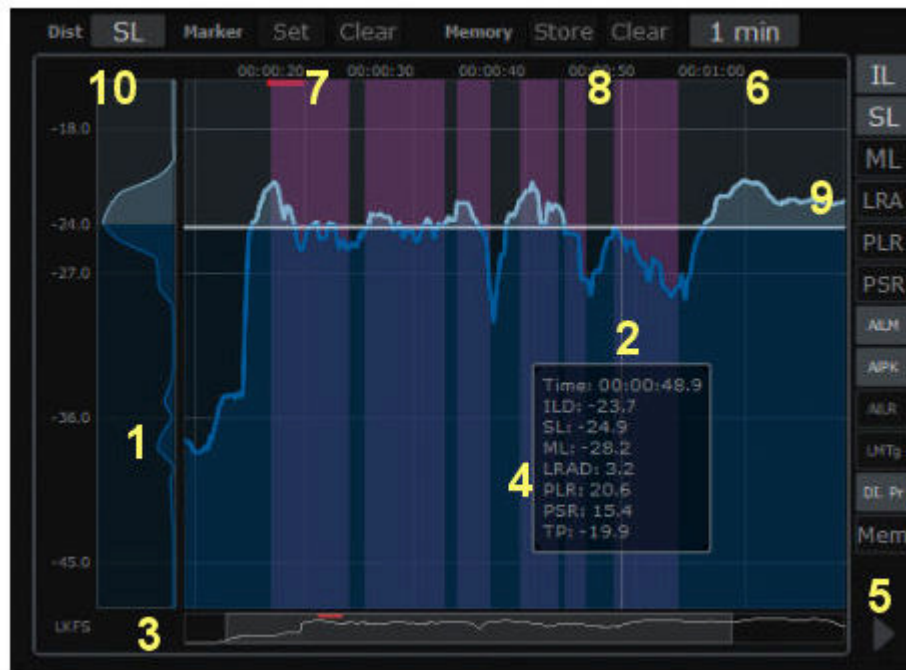 Dist SL Marker Set Clear Memory Store Clear 1 min
10 7 8 6
00:00:20 00:00:30 00:00:40 00:00:50 00:01:00
IL
SL
ML
LRA
PLR
PSR
AILM
AIPK
AILR
LMTg
DI. Pr
Mem
-18.0
-24.0
-27.0
-36.0
-45.0
LKFS
9
2
1
Time: 00:00:48.9
ILD: -23.7
SL: -24.9
ML: -28.2
LRAD: 3.2
PLR: 20.6
PSR: 15.4
TP: -19.9
4
5
3